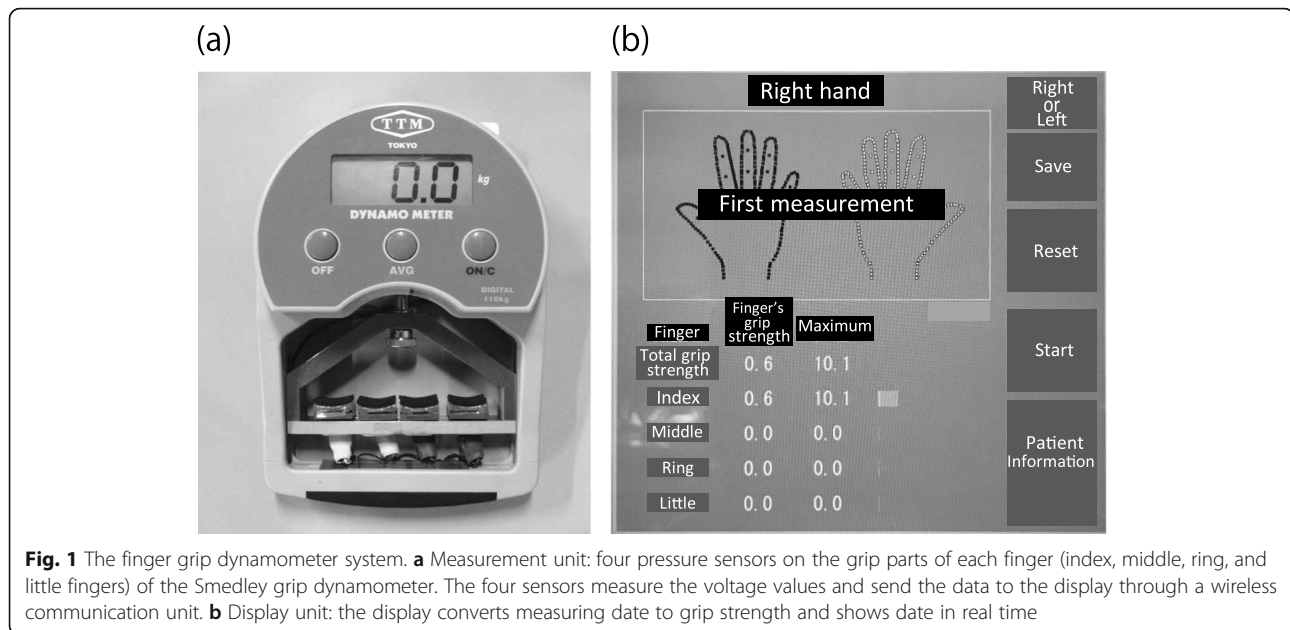 (a)
(b)
TTM
TOKYO
0.0
kg
DYNAMO METER
OFF
AVG
ON/C
DIGITAL
110kg
Right hand
First measurement
Right
or
Left
Save
Reset
Start
Patient
Information
Finger
Finger's
grip
strength
Maximum
Total grip
strength
0.6
10.1
Index
0.6
10.1
Middle
0.0
0.0
Ring
0.0
0.0
Little
0.0
0.0
Fig. 1 The finger grip dynamometer system. a Measurement unit: four pressure sensors on the grip parts of each finger (index, middle, ring, and
little fingers) of the Smedley grip dynamometer. The four sensors measure the voltage values and send the data to the display through a wireless
communication unit. b Display unit: the display converts measuring date to grip strength and shows date in real time